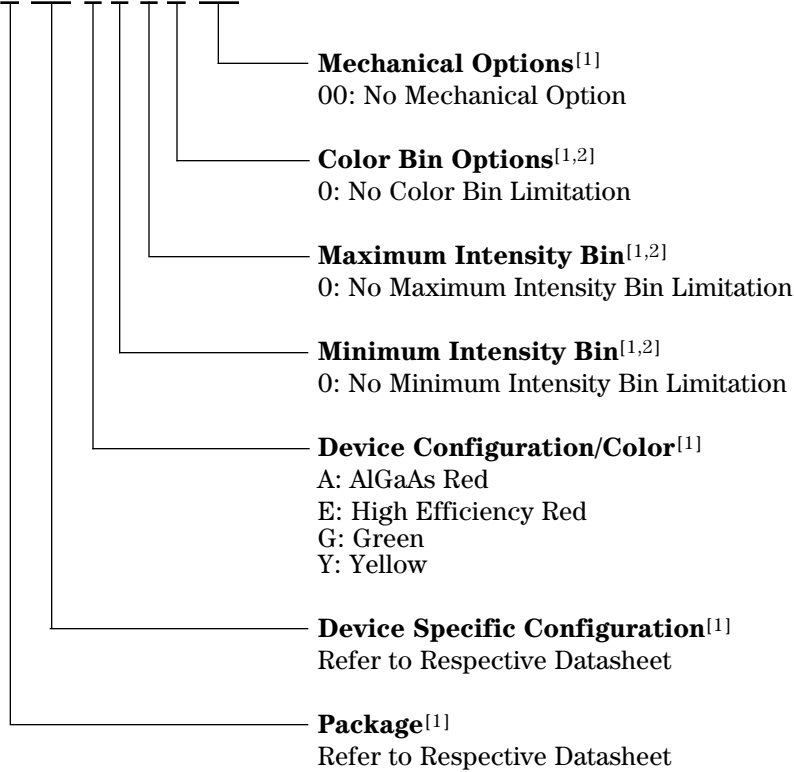 Mechanical Options[1]
00: No Mechanical Option
Color Bin Options[1,2]
0: No Color Bin Limitation
Maximum Intensity Bin[1,2]
0: No Maximum Intensity Bin Limitation
Minimum Intensity Bin[1,2]
0: No Minimum Intensity Bin Limitation
Device Configuration/Color[1]
A: AlGaAs Red
E: High Efficiency Red
G: Green
Y: Yellow
Device Specific Configuration[1]
Refer to Respective Datasheet
Package[1]
Refer to Respective Datasheet